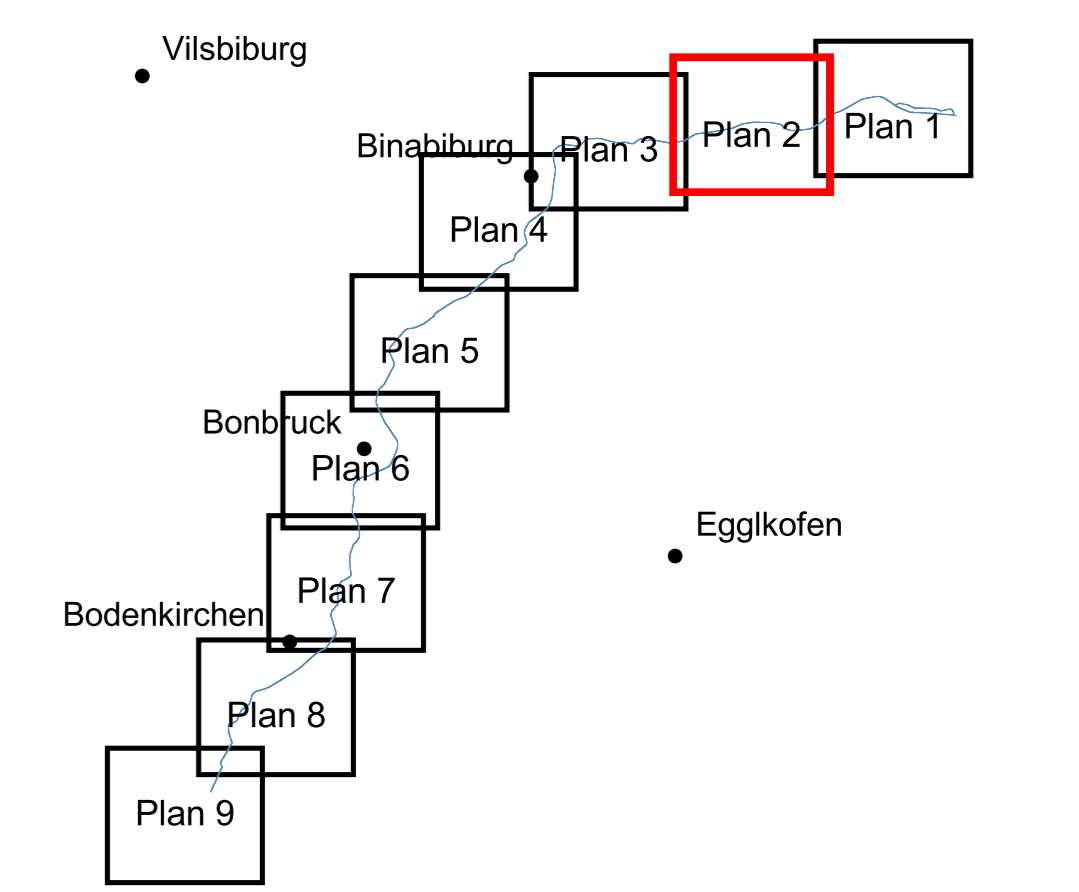 Vilsbiburg
Plan 1
Plan 2
Binabiburg
Plan 3
Plan 4
Plan 5
Bonbruck
Plan 6
Egglkofen
Plan 7
Bodenkirchen
Plan 8
Plan 9